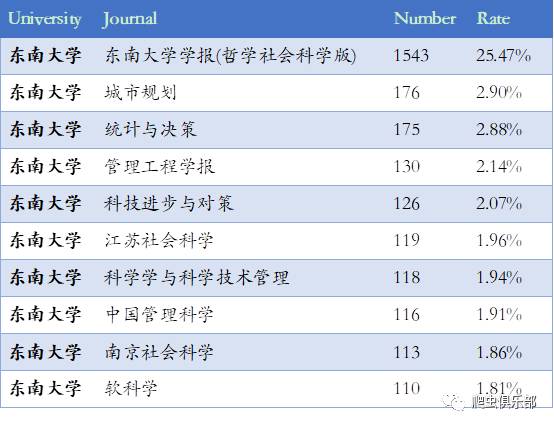 University Journal Number Rate
东南大学 东南大学学报(哲学社会科学版) 1543 25.47%
东南大学 城市规划 176 2.90%
东南大学 统计与决策 175 2.88%
东南大学 管理工程学报 130 2.14%
东南大学 科技进步与对策 126 2.07%
东南大学 江苏社会科学 119 1.96%
东南大学 科学学与科学技术管理 118 1.94%
东南大学 中国管理科学 116 1.91%
东南大学 南京社会科学 113 1.86%
东南大学 软科学 110 1.81%
爬虫俱乐部